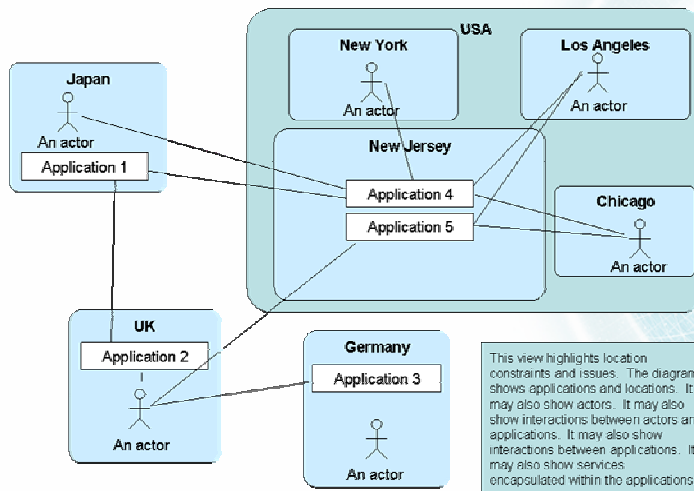 USA
New York
An actor
Los Angeles
An actor
Japan
An actor
Application 1
New Jersey
Application 4
Application 5
Chicago
An actor
UK
Application 2
An actor
Germany
Application 3
An actor
This view highlights location
constraints and issues. The diagram
shows applications and locations. It
may also show actors. It may also
show interactions between actors an
applications. It may also show
interactions between applications. It
may also show services
encapsulated within the applications